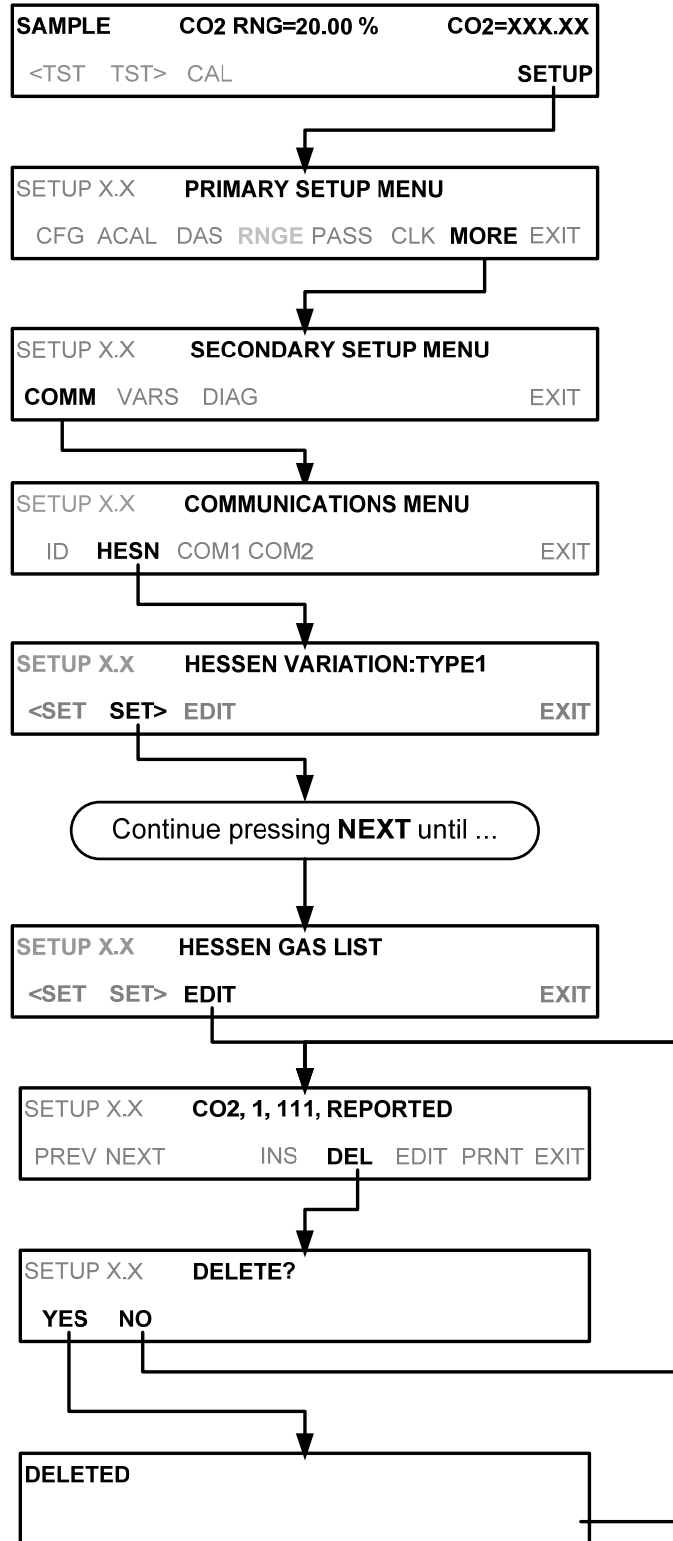 SAMPLE CO2 RNG=20.00 % CO2=XXX.XX
<TST TST> CAL SETUP
SETUP X.X PRIMARY SETUP MENU
CFG ACAL DAS RNGE PASS CLK MORE EXIT
SETUP X.X SECONDARY SETUP MENU
COMM VARS DIAG EXIT
SETUP X.X COMMUNICATIONS MENU
ID HESN COM1 COM2 EXIT
SETUP X.X HESSEN VARIATION:TYPE1
<SET SET> EDIT EXIT
Continue pressing NEXT until ...
SETUP X.X HESSEN GAS LIST
<SET SET> EDIT EXIT
SETUP X.X CO2, 1, 111, REPORTED
PREV NEXT INS DEL EDIT PRNT EXIT
SETUP X.X DELETE?
YES NO
DELETED